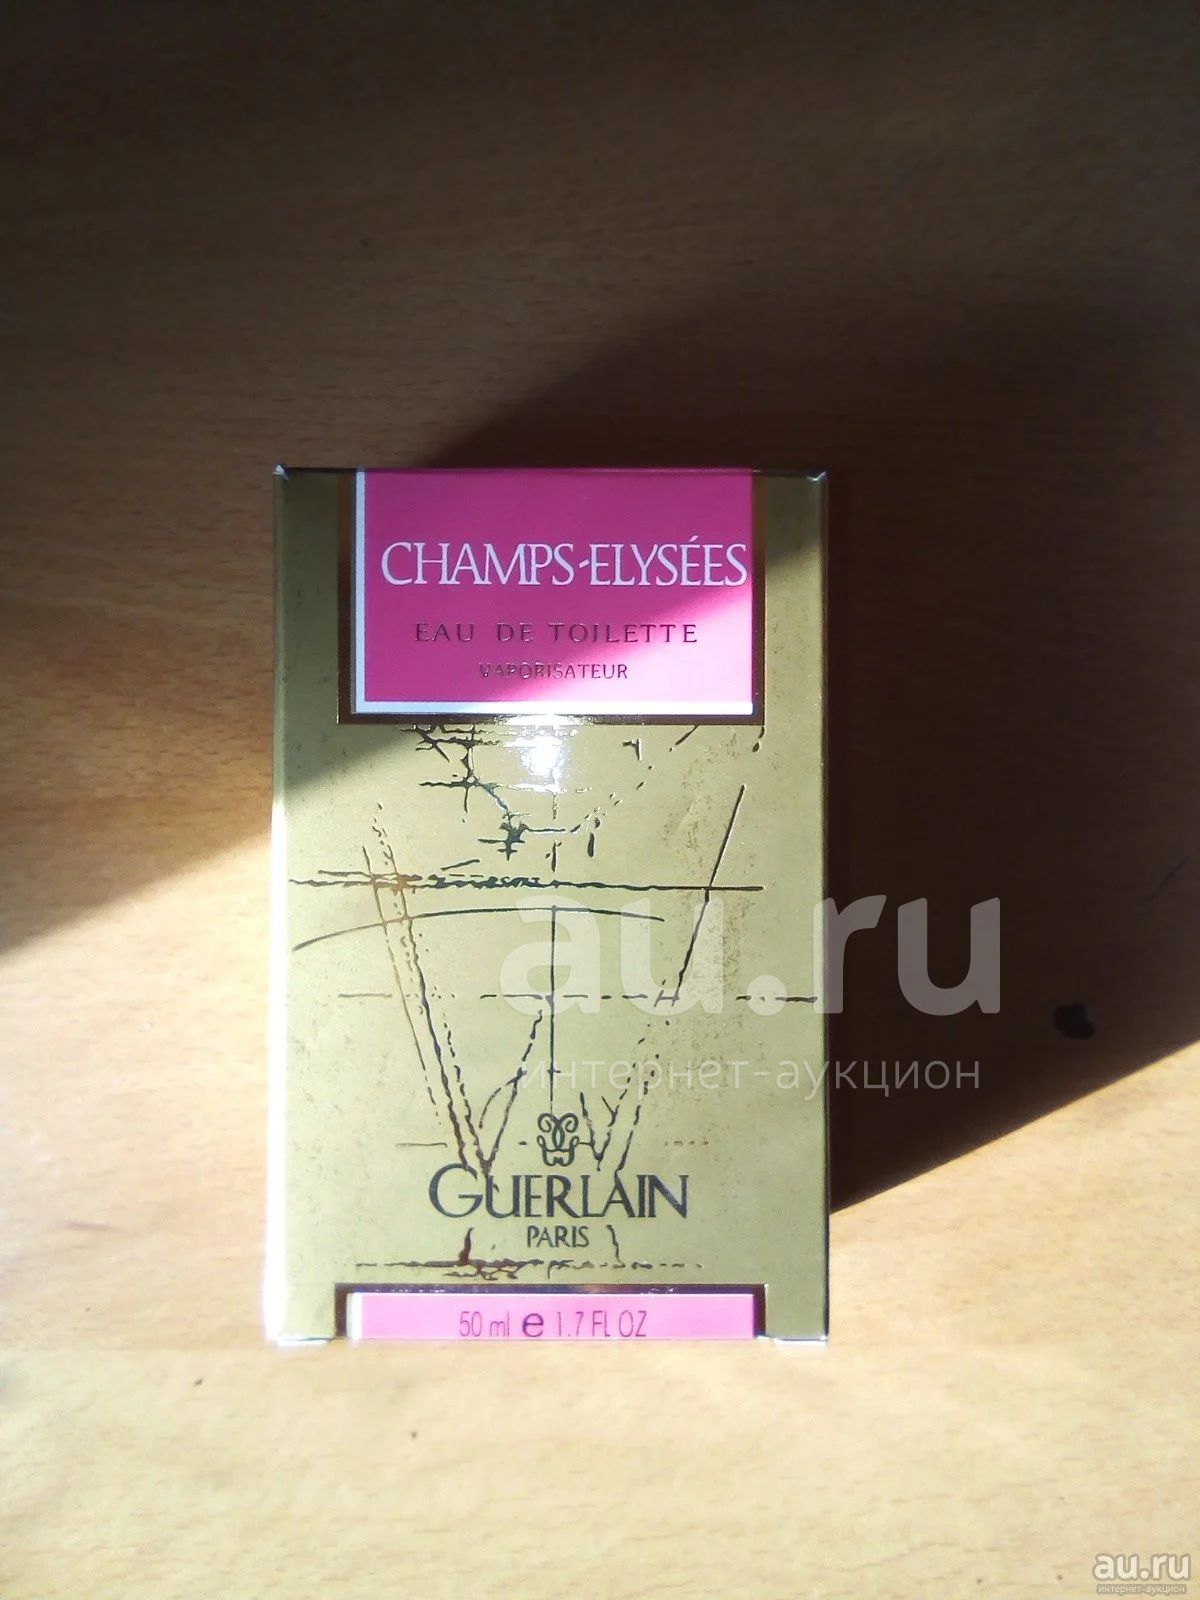 CHAMPS-ELYSÉES
EAU DE TOILETTE
VAPORISATEUR
au.ru
интернет-аукцион
GUERLAIN
PARIS
50 ml e 1.7 FL OZ
au.ru
интернет-аукцион